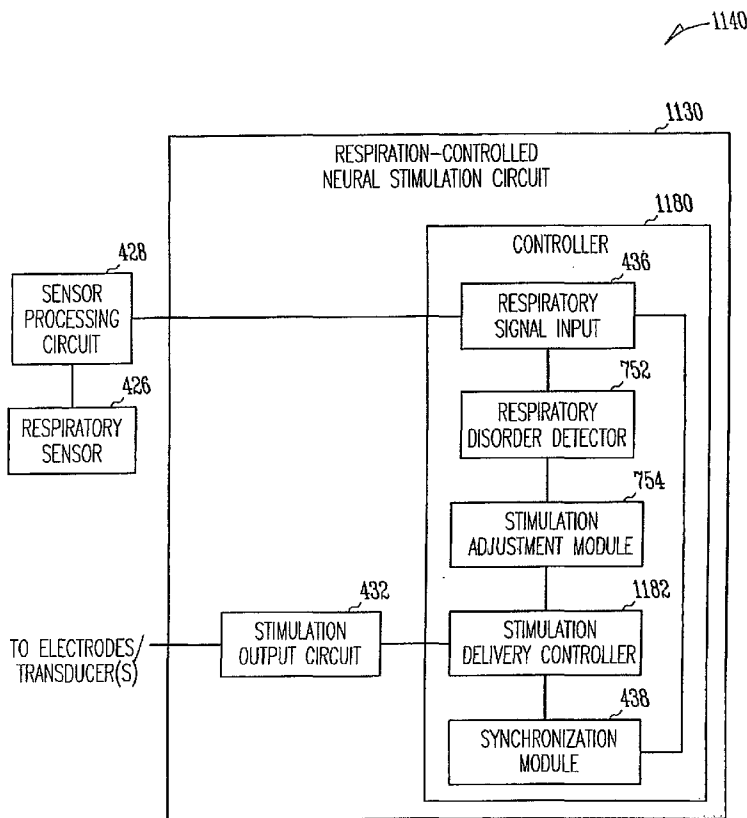 1140
1130
RESPIRATION-CONTROLLED
NEURAL STIMULATION CIRCUIT
1180
CONTROLLER
428
SENSOR
PROCESSING
CIRCUIT
436
RESPIRATORY
SIGNAL INPUT
426
RESPIRATORY
SENSOR
752
RESPIRATORY
DISORDER DETECTOR
754
STIMULATION
ADJUSTMENT MODULE
432
STIMULATION
OUTPUT CIRCUIT
1182
STIMULATION
DELIVERY CONTROLLER
TO ELECTRODES/
TRANSDUCER(S)
438
SYNCHRONIZATION
MODULE